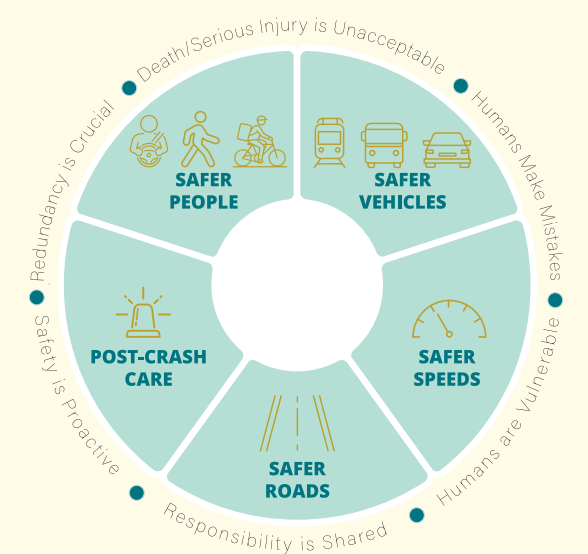 Death/Serious Injury is Unacceptable
Humans Make Mistakes
Humans are Vulnerable
Responsibility is Shared
Safety is Proactive
Redundancy is Crucial
SAFER
PEOPLE
SAFER
VEHICLES
SAFER
SPEEDS
SAFER
ROADS
POST-CRASH
CARE